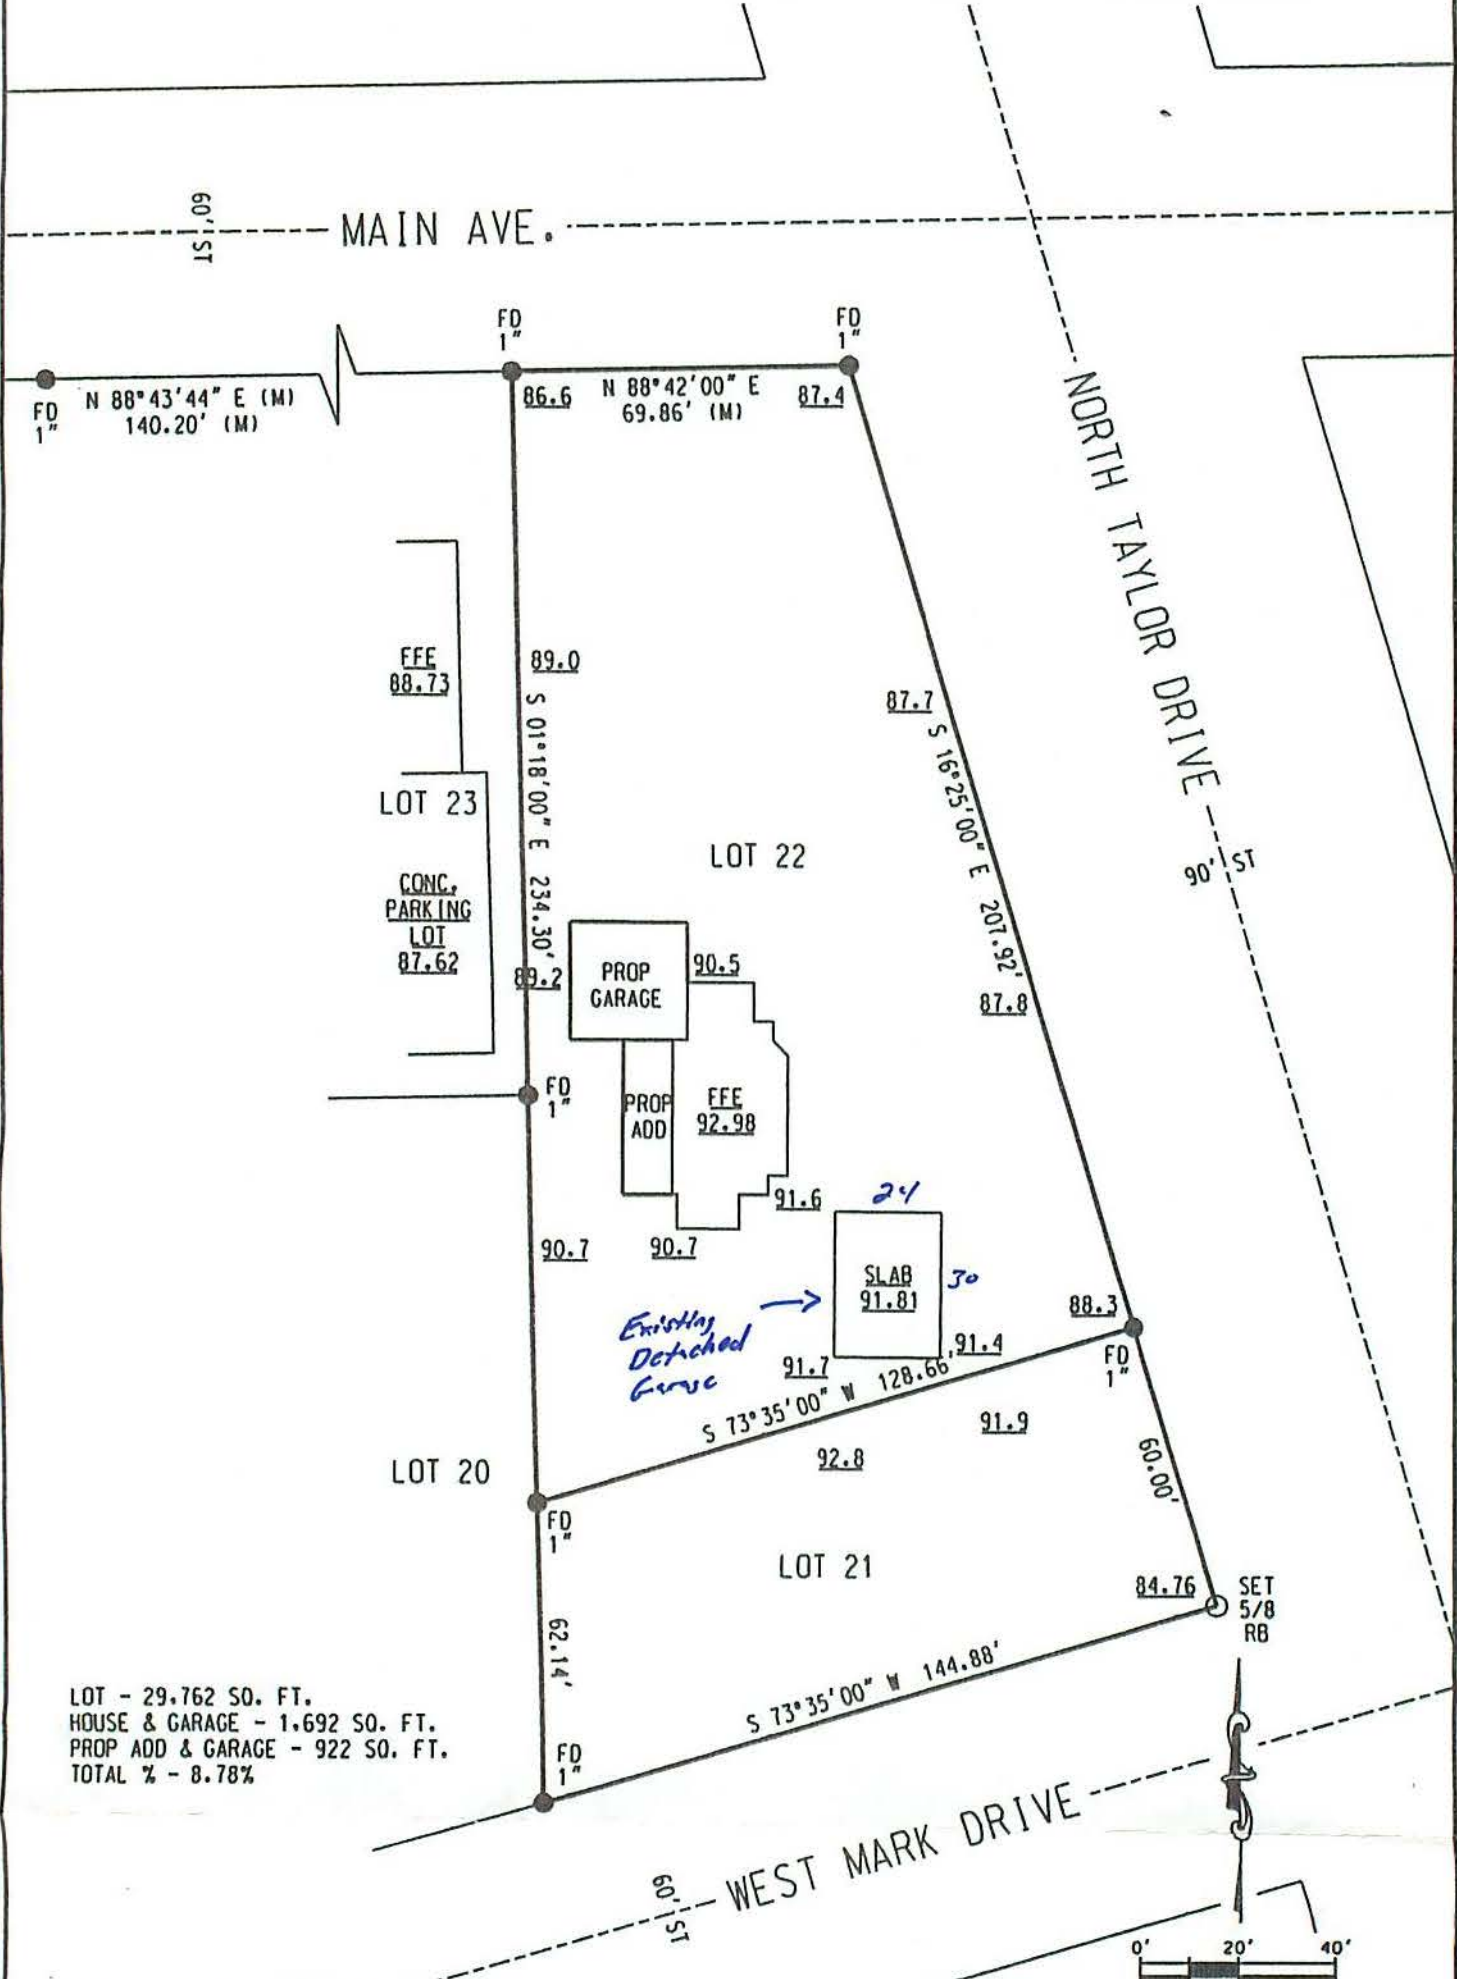 60' ST
MAIN AVE.
FD
1"
FD
1"
FD
1"
N 88°43'44" E (M)
140.20' (M)
86.6
N 88°42'00" E
69.86' (M)
87.4
NORTH TAYLOR DRIVE
FFE
88.73
89.0
87.7
S 01°18'00" E 234.30'
S 16°25'00" E 207.92'
LOT 23
LOT 22
90' ST
CONC.
PARKING
LOT
87.62
89.2
PROP
GARAGE
90.5
87.8
FD
1"
PROP
ADD
FFE
92.98
91.6
24
90.7
90.7
SLAB
91.81
30
Existing
Detached
Garage
88.3
FD
1"
91.7
91.4
S 73°35'00" W 128.66'
91.9
92.8
60.00'
LOT 20
FD
1"
LOT 21
84.76
SET
5/8
RB
62.14'
S 73°35'00" W 144.88'
LOT - 29,762 SQ. FT.
HOUSE & GARAGE - 1,692 SQ. FT.
PROP ADD & GARAGE - 922 SQ. FT.
TOTAL % - 8.78%
FD
1"
WEST MARK DRIVE
60' ST
0' 20' 40'